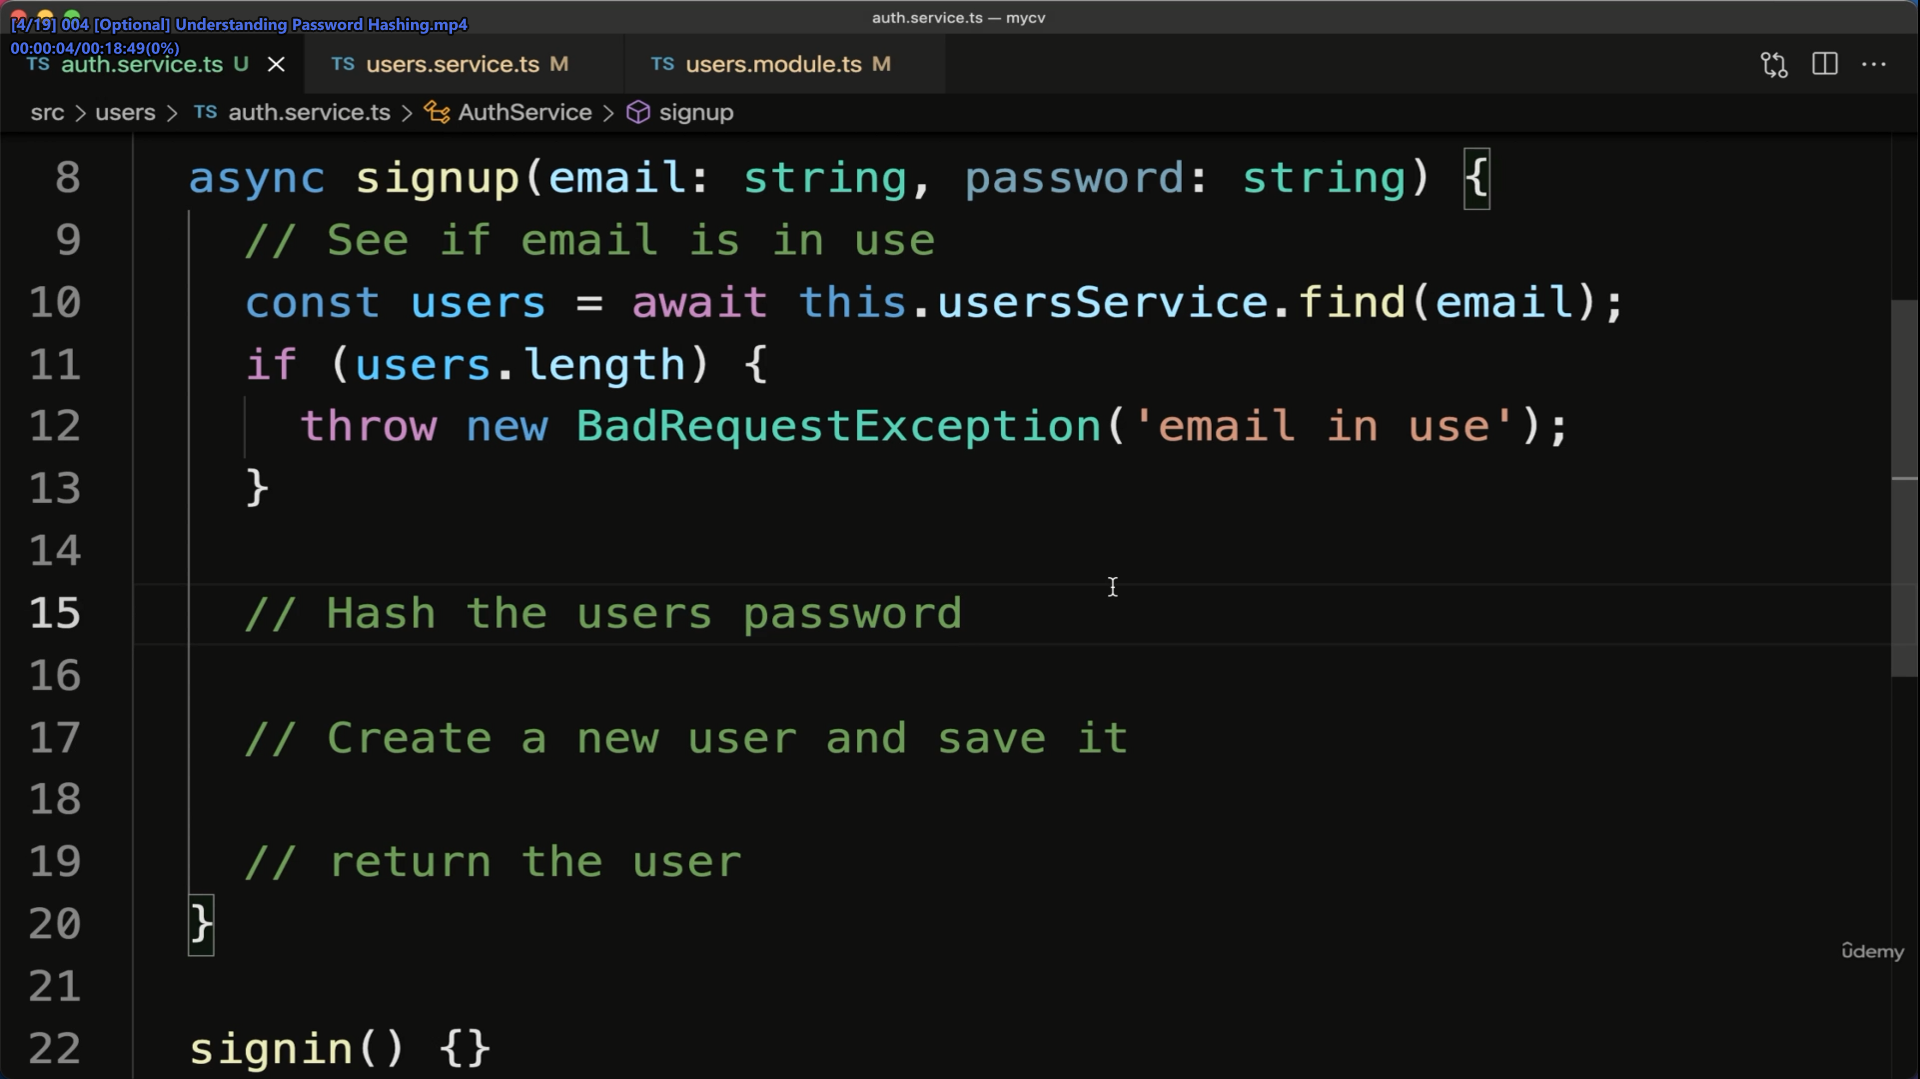 auth.service.ts — mycv
[4/19] 004 [Optional] Understanding Password Hashing.mp4
00:00:04/00:18:49(0%)
TS auth.service.ts U
TS users.service.ts M
TS users.module.ts M
src > users > TS auth.service.ts > AuthService > signup
8 async signup(email: string, password: string) {
9 // See if email is in use
10 const users = await this.usersService.find(email);
11 if (users.length) {
12 throw new BadRequestException('email in use');
13 }
14
15 // Hash the users password
16
17 // Create a new user and save it
18
19 // return the user
20 }
21
22 signin() {}
ûdemy